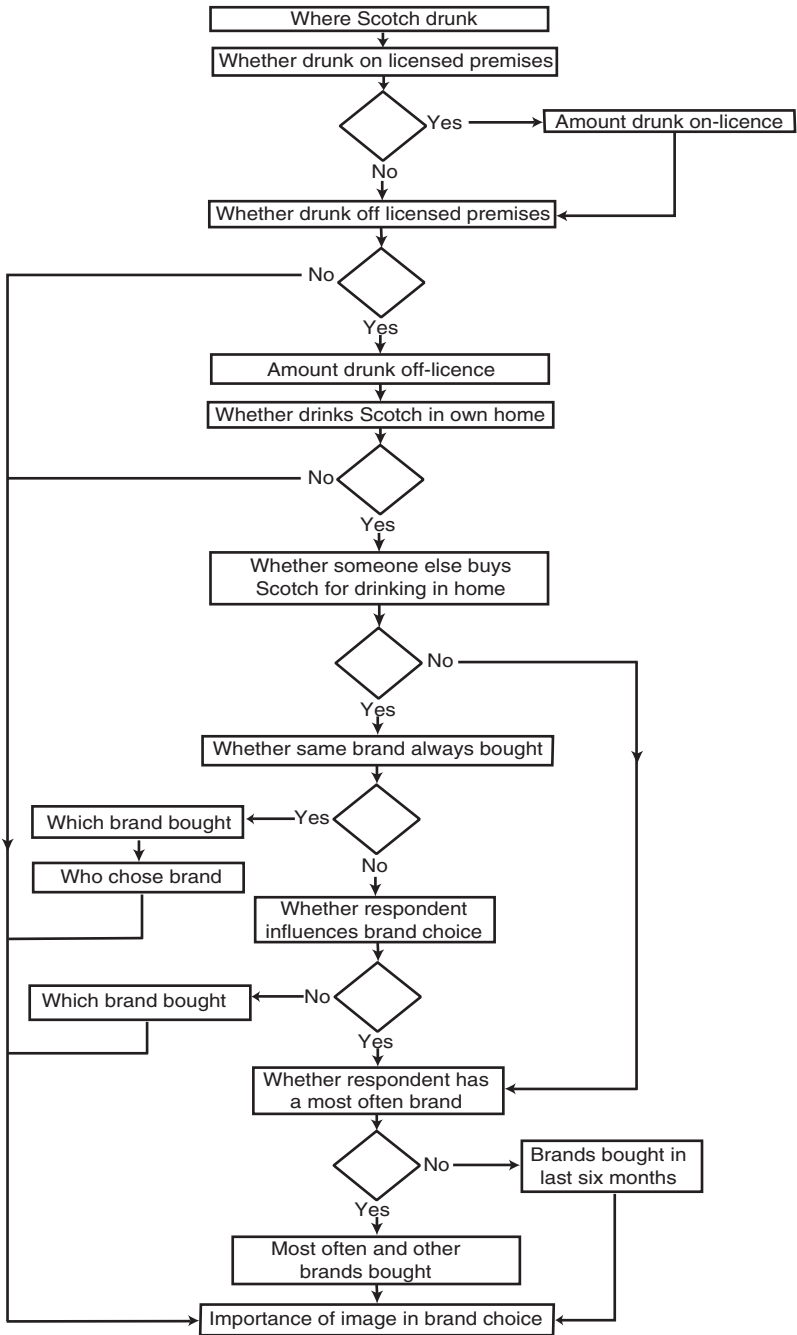 Where Scotch drunk
Whether drunk on licensed premises
Yes
Amount drunk on-licence
No
Whether drunk off licensed premises
No
Yes
Amount drunk off-licence
Whether drinks Scotch in own home
No
Yes
Whether someone else buys
Scotch for drinking in home
No
Yes
Whether same brand always bought
Which brand bought
Yes
No
Who chose brand
Whether respondent
influences brand choice
Which brand bought
No
Yes
Whether respondent has
a most often brand
No
Brands bought in
last six months
Yes
Most often and other
brands bought
Importance of image in brand choice